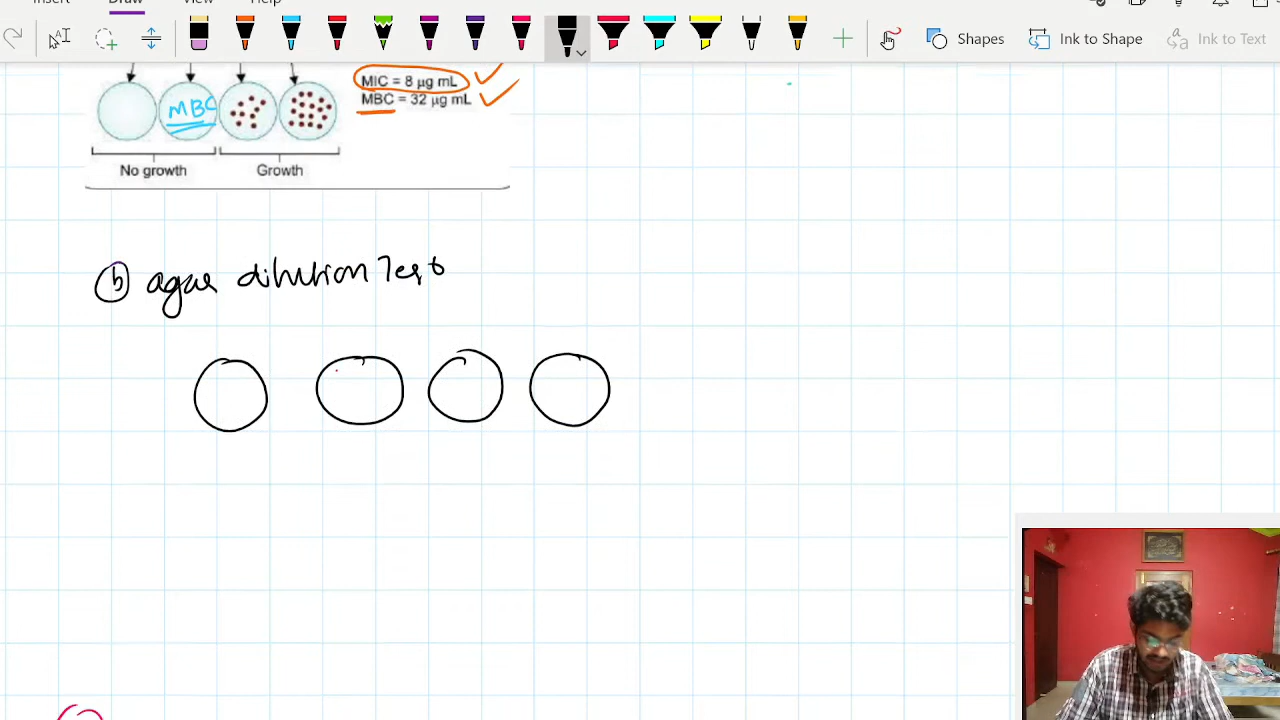 Insert Draw View Help
Shapes Ink to Shape Ink to Text
MIC = 8 μg mL
MBC MBC = 32 μg mL
No growth Growth
b agar dilution Test